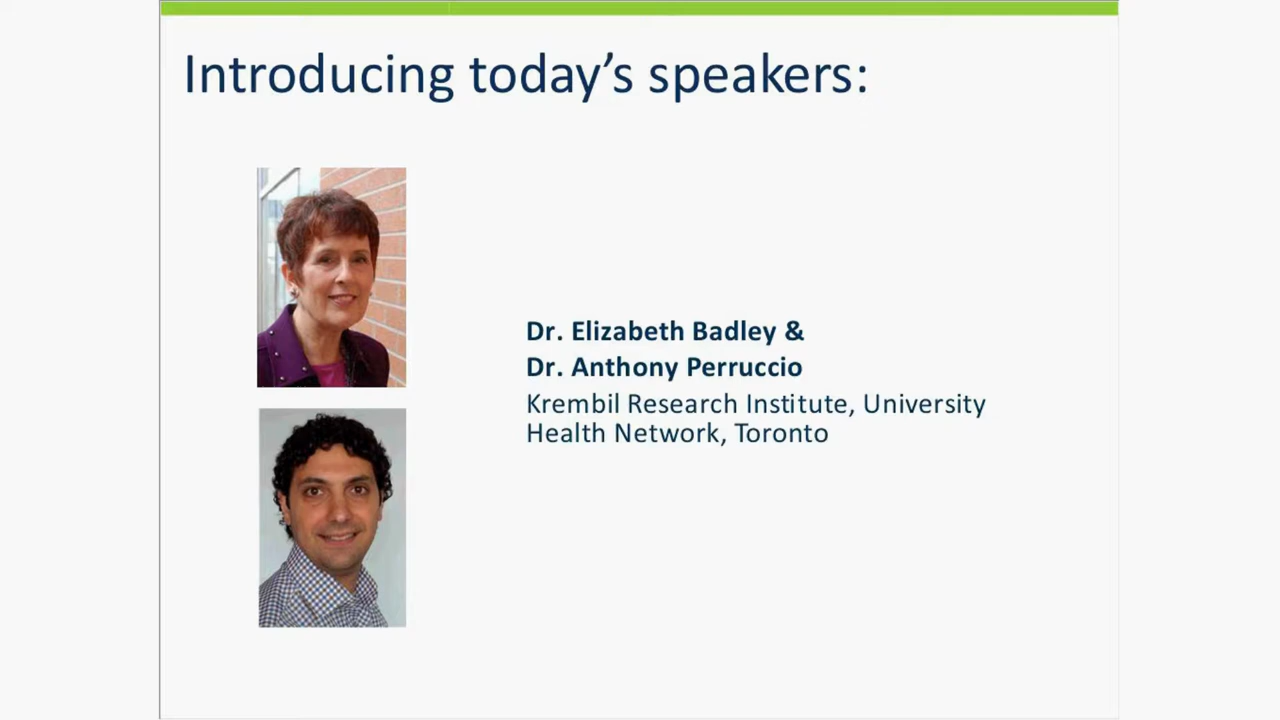 Introducing today’s speakers:
Dr. Elizabeth Badley &
Dr. Anthony Perruccio
Krembil Research Institute, University
Health Network, Toronto